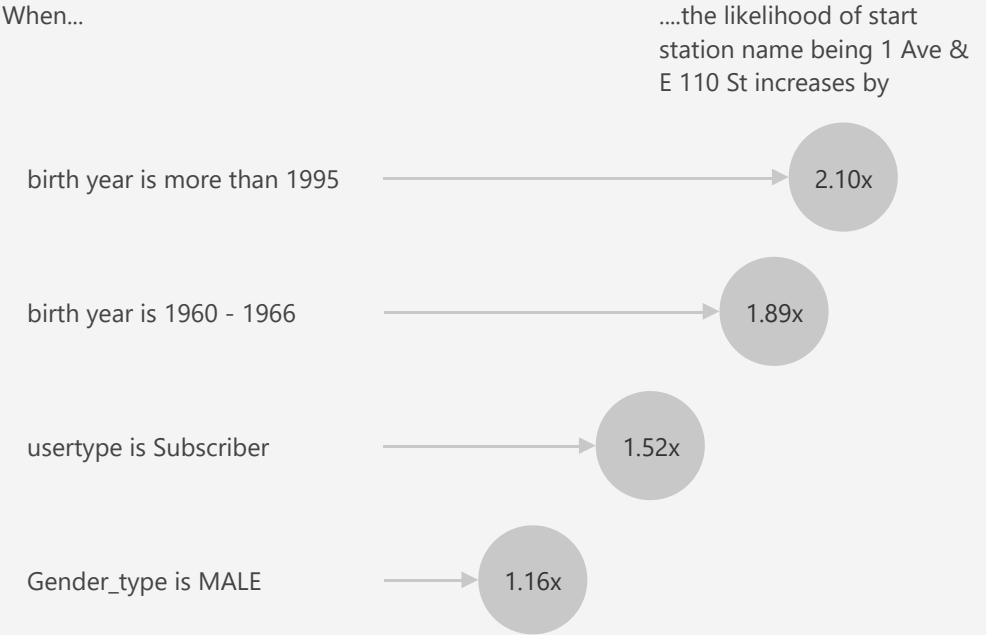 When...
....the likelihood of start
station name being 1 Ave &
E 110 St increases by
birth year is more than 1995
2.10x
birth year is 1960 - 1966
1.89x
usertype is Subscriber
1.52x
Gender_type is MALE
1.16x